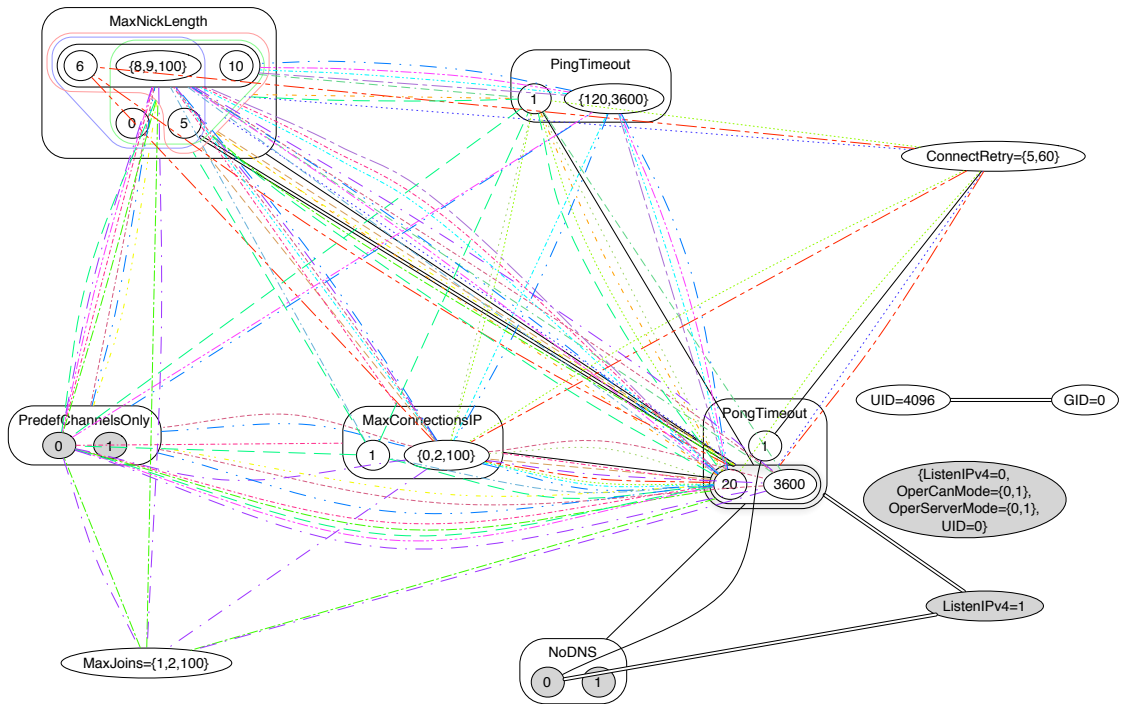 MaxNickLength
6
{8,9,100}
10
0
5
PingTimeout
1
{120,3600}
ConnectRetry={5,60}
PredefChannelsOnly
0
1
MaxConnectionsIP
1
{0,2,100}
PongTimeout
1
20
3600
UID=4096
GID=0
{ListenIPv4=0,
OperCanMode={0,1},
OperServerMode={0,1},
UID=0}
ListenIPv4=1
MaxJoins={1,2,100}
NoDNS
0
1